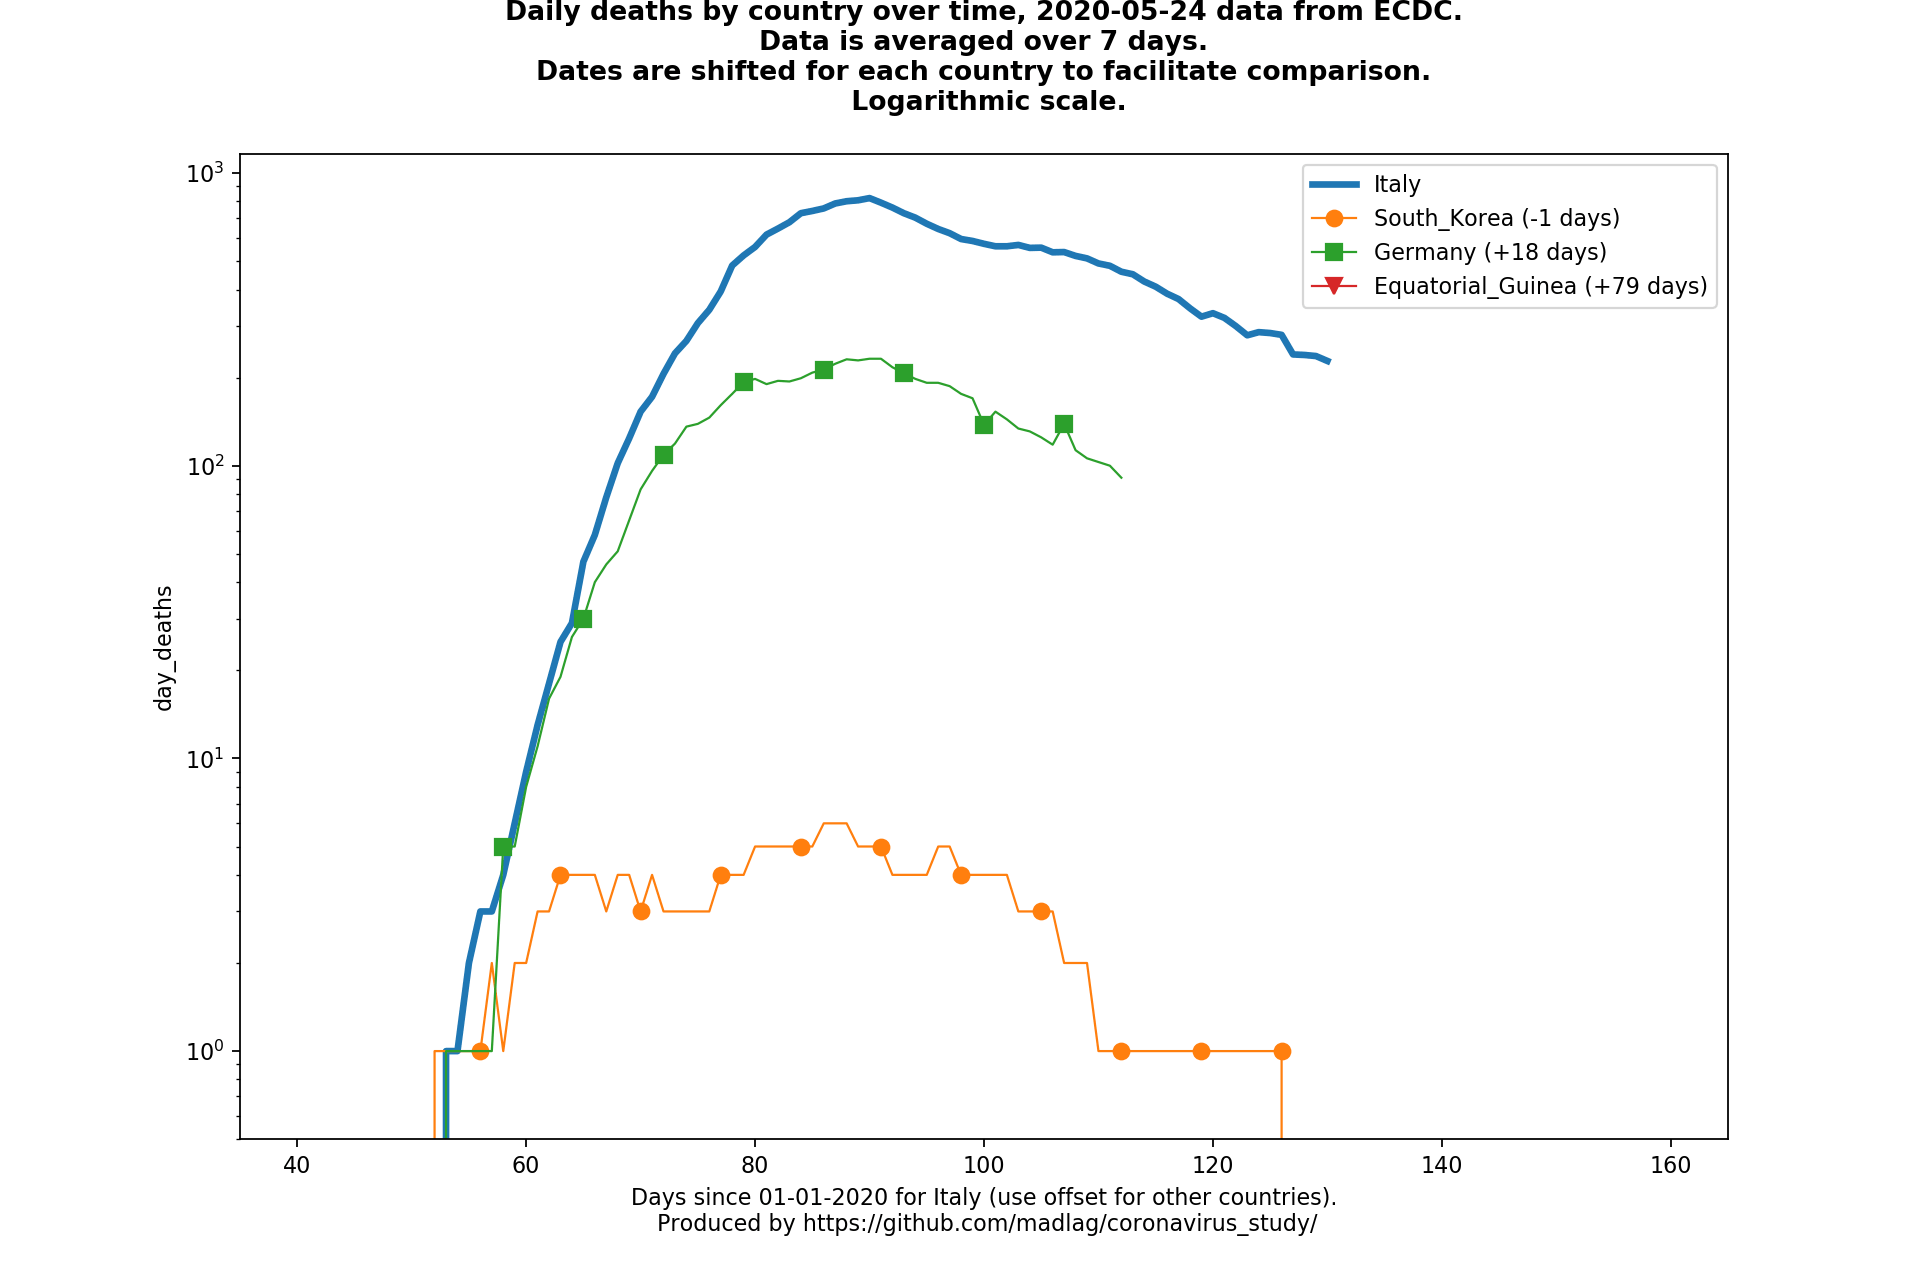 Daily deaths by country over time, 2020-05-24 data from ECDC.
Data is averaged over 7 days.
Dates are shifted for each country to facilitate comparison.
Logarithmic scale.
Italy
South_Korea (-1 days)
Germany (+18 days)
Equatorial_Guinea (+79 days)
day_deaths
10³
10²
10¹
10⁰
40 60 80 100 120 140 160
Days since 01-01-2020 for Italy (use offset for other countries).
Produced by https://github.com/madlag/coronavirus_study/